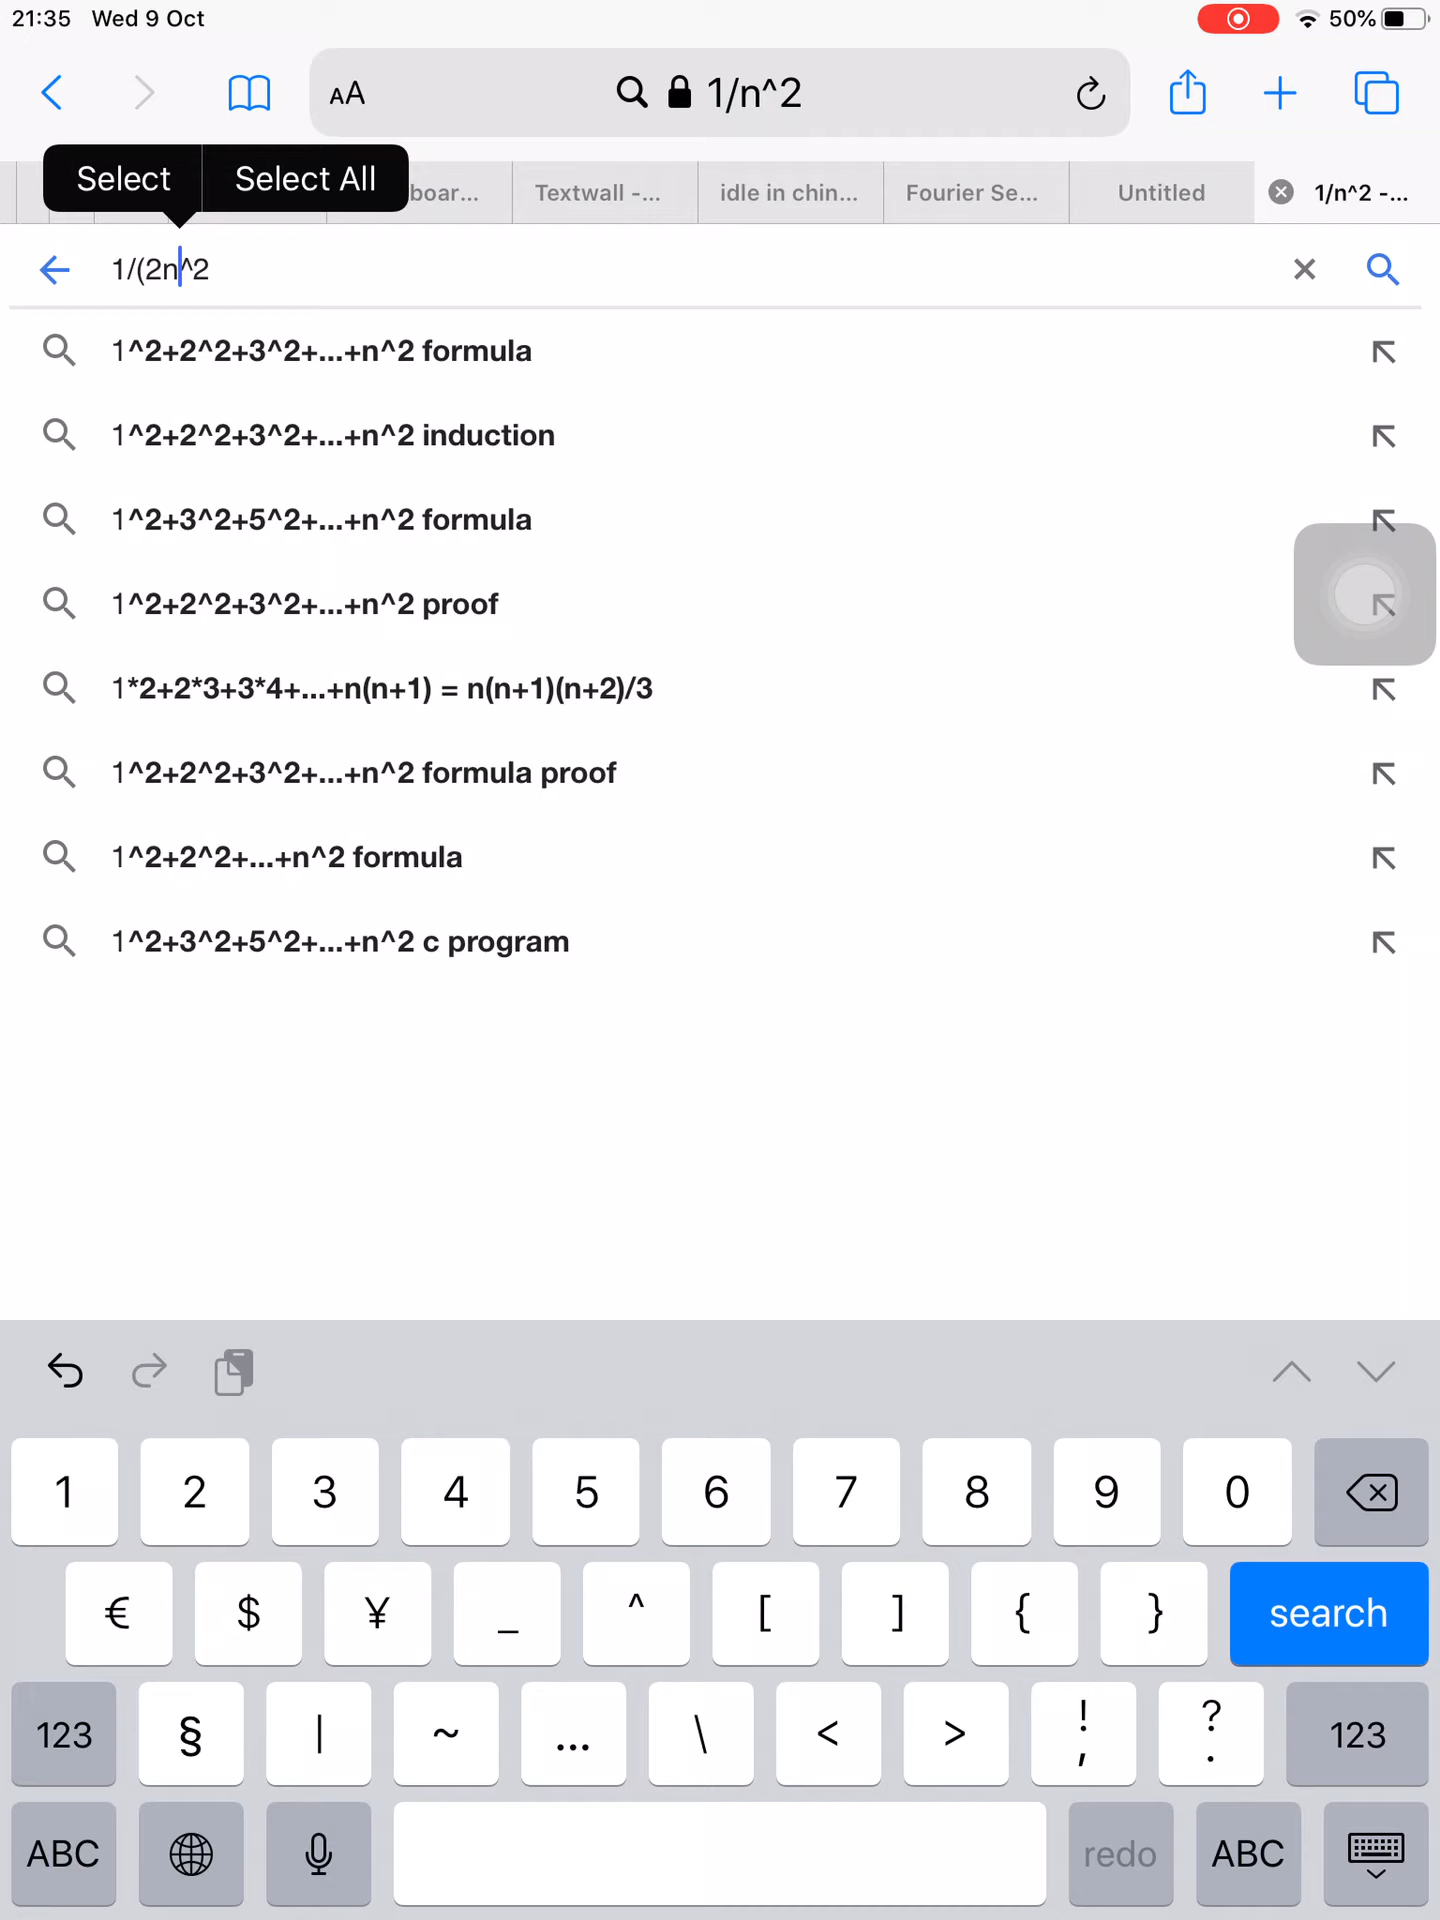 21:35 Wed 9 Oct 50%
AA 1/n^2
Select Select All
boar... Textwall -... idle in chin... Fourier Se... Untitled 1/n^2 -...
1/(2n^2
1^2+2^2+3^2+...+n^2 formula
1^2+2^2+3^2+...+n^2 induction
1^2+3^2+5^2+...+n^2 formula
1^2+2^2+3^2+...+n^2 proof
1*2+2*3+3*4+...+n(n+1) = n(n+1)(n+2)/3
1^2+2^2+3^2+...+n^2 formula proof
1^2+2^2+...+n^2 formula
1^2+3^2+5^2+...+n^2 c program
1 2 3 4 5 6 7 8 9 0
€ $ ¥ _ ^ [ ] { } search
123 § | ~ ... \ < > ! , ? . 123
ABC redo ABC